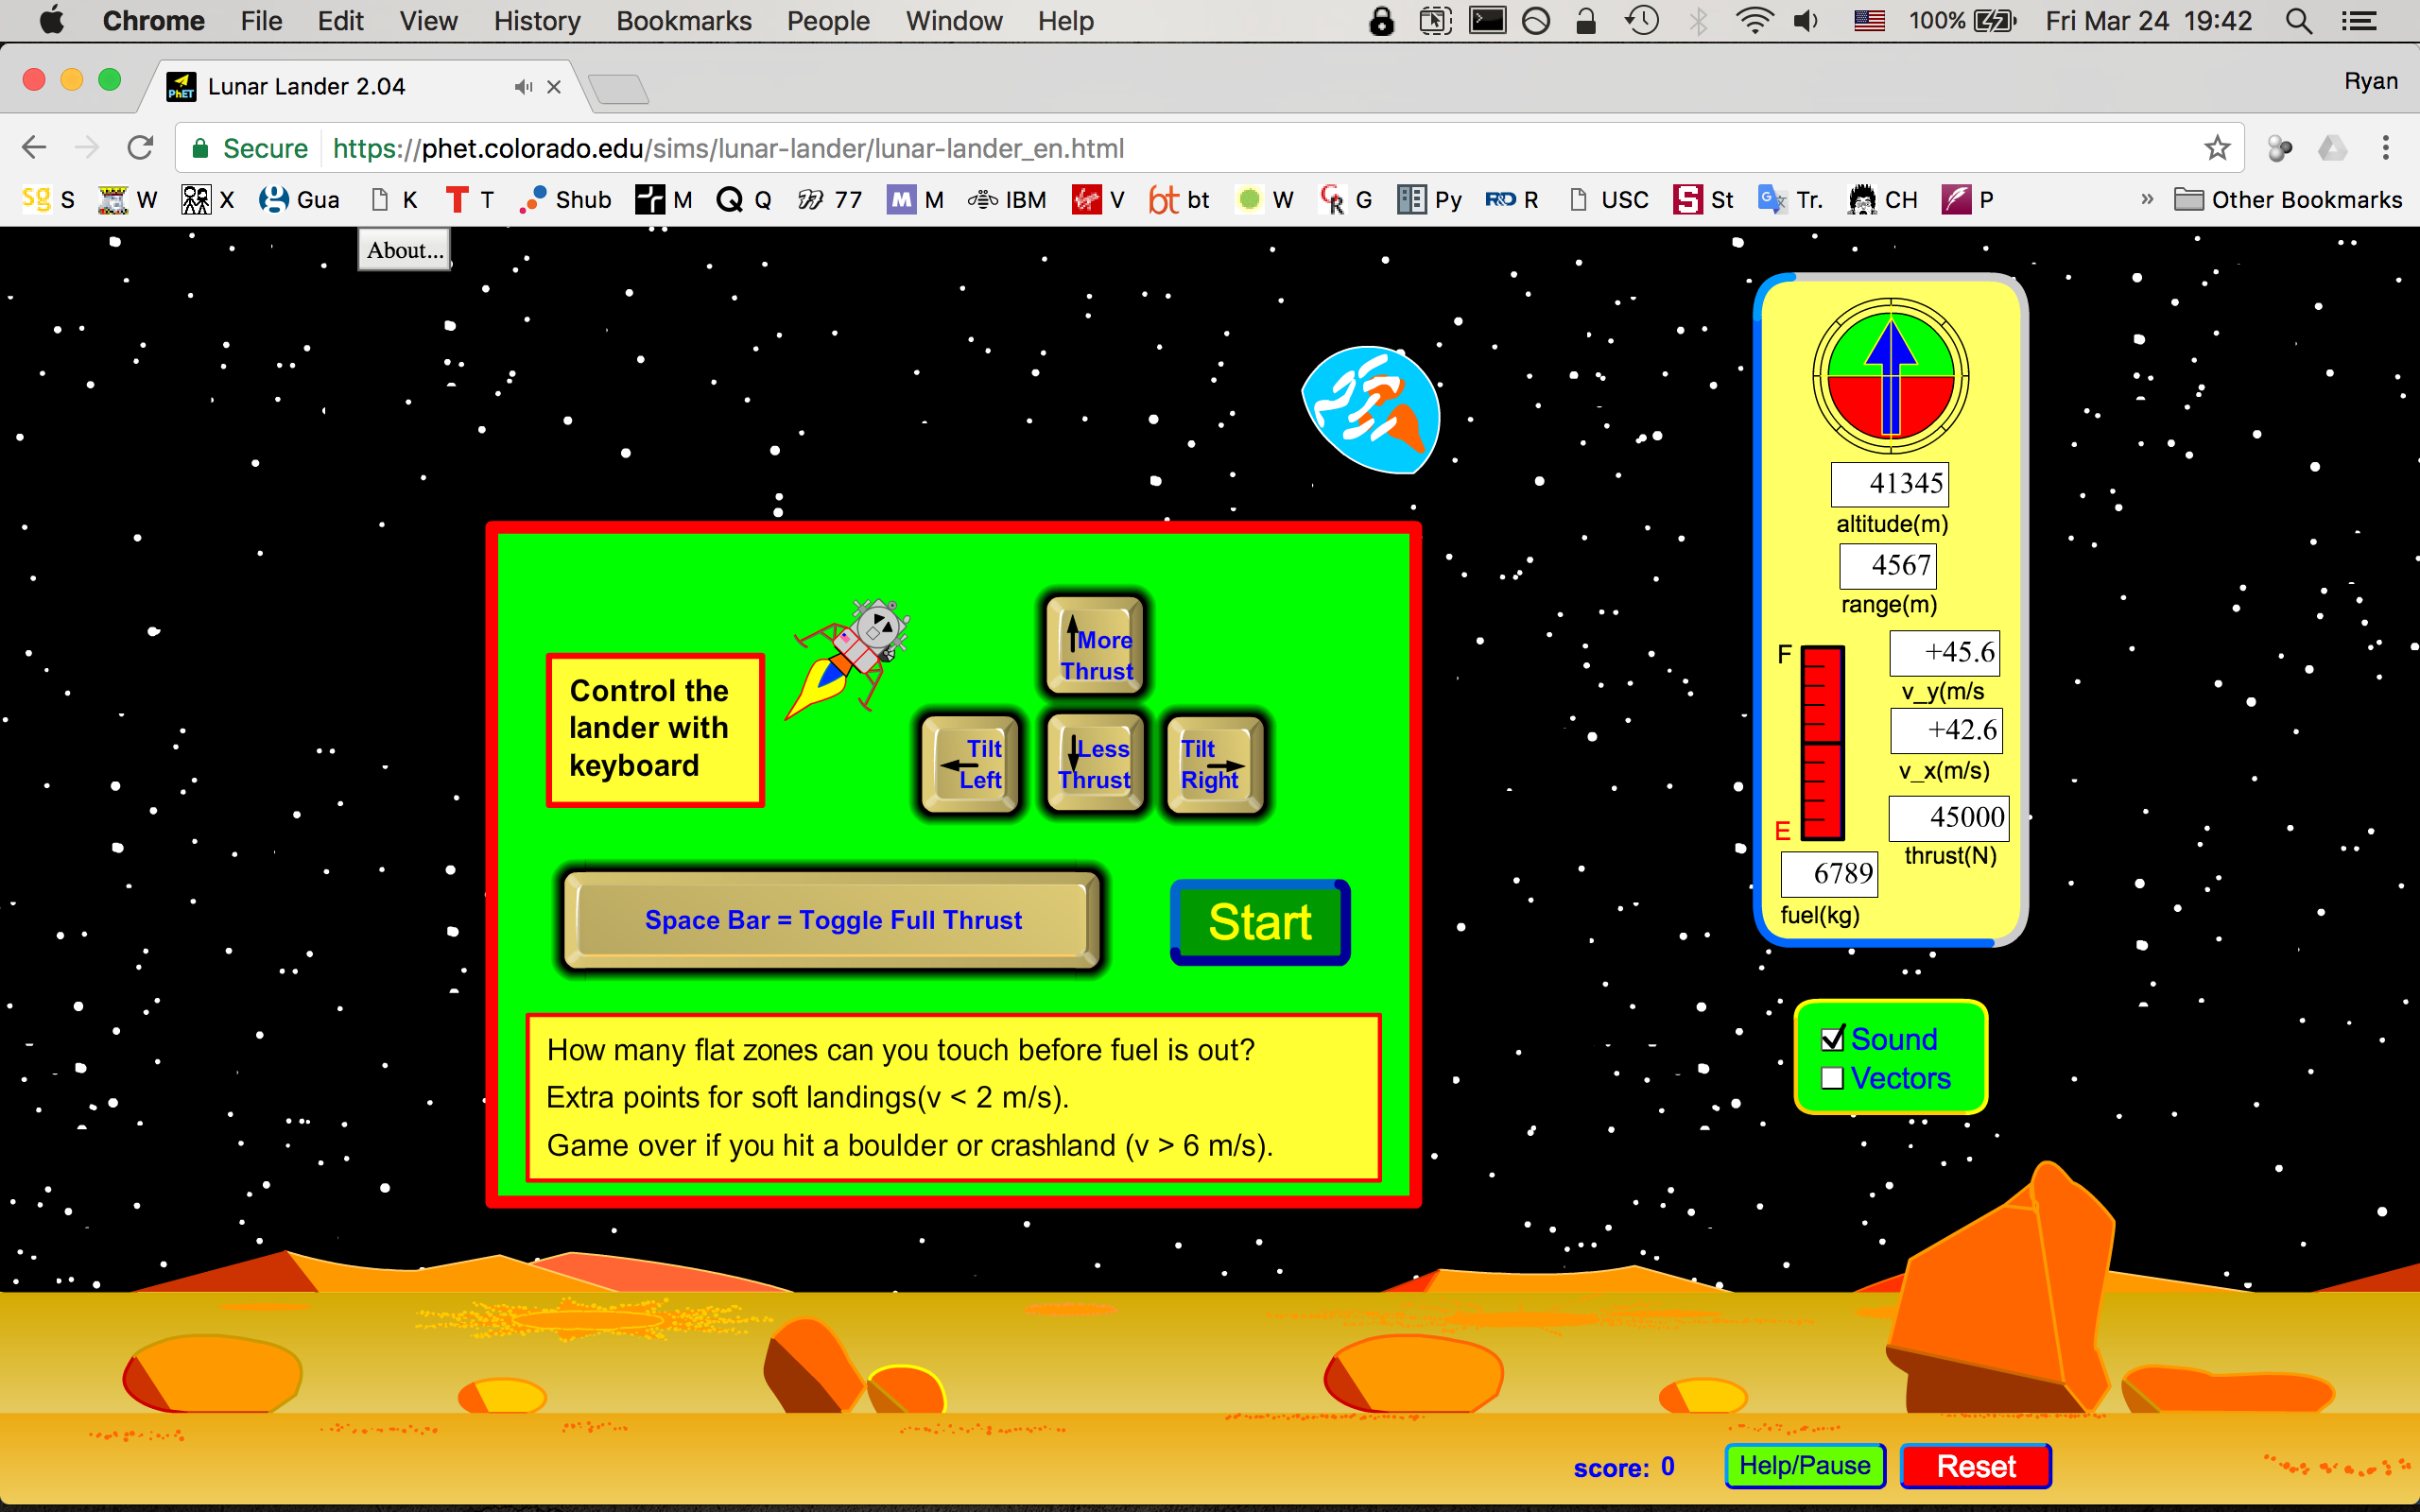 Chrome File Edit View History Bookmarks People Window Help 100% Fri Mar 24 19:42
PhET Lunar Lander 2.04 Ryan
Secure https://phet.colorado.edu/sims/lunar-lander/lunar-lander_en.html
sg S W X Gua K T T Shub M Q Q 77 M M IBM V bt bt W CR G Py R&D R USC S St Tr. CH P » Other Bookmarks
About...
41345
altitude(m)
4567
range(m)
F
+45.6
v_y(m/s
+42.6
v_x(m/s)
45000
thrust(N)
E
6789
fuel(kg)
Control the
lander with
keyboard
More
Thrust
Tilt
Left
Less
Thrust
Tilt
Right
Space Bar = Toggle Full Thrust
Start
How many flat zones can you touch before fuel is out?
Extra points for soft landings(v < 2 m/s).
Game over if you hit a boulder or crashland (v > 6 m/s).
Sound
Vectors
score: 0
Help/Pause
Reset